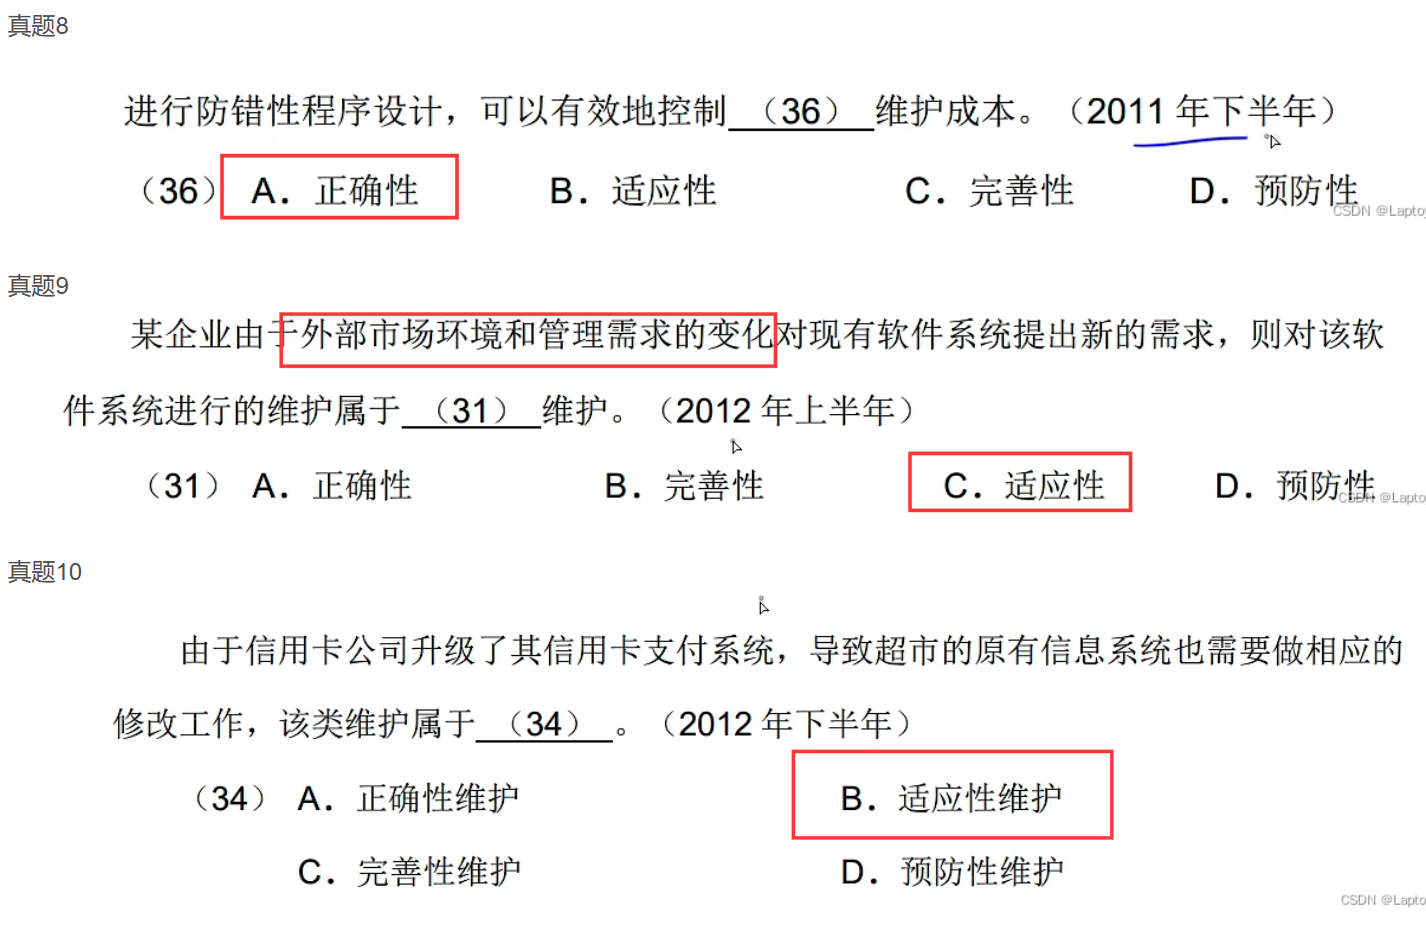 真题8
进行防错性程序设计，可以有效地控制（36）维护成本。（2011 年下半年）
（36）A．正确性 B．适应性 C．完善性 D．预防性
CSDN @Lapto
真题9
某企业由于外部市场环境和管理需求的变化对现有软件系统提出新的需求，则对该软
件系统进行的维护属于（31）维护。（2012 年上半年）
（31） A．正确性 B．完善性 C．适应性 D．预防性
CSDN @Lapto
真题10
由于信用卡公司升级了其信用卡支付系统，导致超市的原有信息系统也需要做相应的
修改工作，该类维护属于（34）。（2012 年下半年）
（34） A．正确性维护 B．适应性维护
C．完善性维护 D．预防性维护
CSDN @Lapto